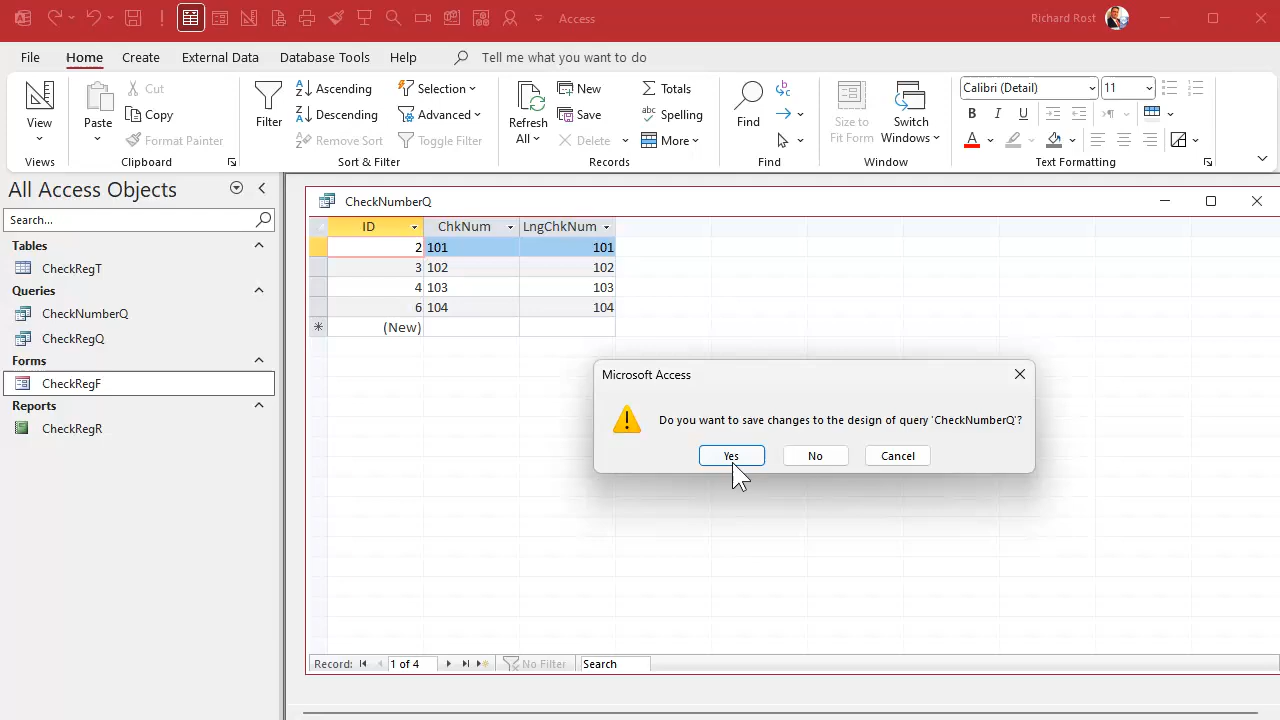 Access
Richard Rost
File Home Create External Data Database Tools Help Tell me what you want to do
View
Views
Paste
Cut
Copy
Format Painter
Clipboard
Filter
Ascending
Descending
Remove Sort
Selection
Advanced
Toggle Filter
Sort & Filter
Refresh
All
New
Save
Delete
Totals
Spelling
More
Records
Find
Find
Size to
Fit Form
Switch
Windows
Window
Calibri (Detail) 11
B I U
A
Text Formatting
All Access Objects
Search...
Tables
CheckRegT
Queries
CheckNumberQ
CheckRegQ
Forms
CheckRegF
Reports
CheckRegR
CheckNumberQ
ID ChkNum LngChkNum
2 101 101
3 102 102
4 103 103
6 104 104
(New)
Microsoft Access
Do you want to save changes to the design of query 'CheckNumberQ'?
Yes No Cancel
Record: 1 of 4 No Filter Search